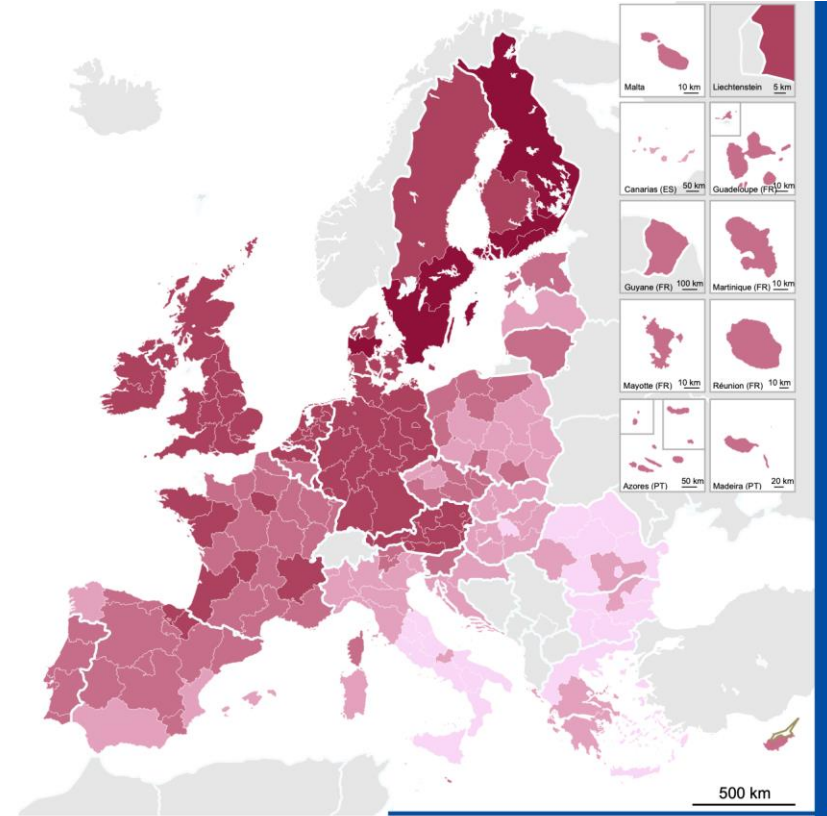 Malta 10 km
Liechtenstein 5 km
Canarias (ES) 50 km
Guadeloupe (FR) 10 km
Guyane (FR) 100 km
Martinique (FR) 10 km
Mayotte (FR) 10 km
Réunion (FR) 10 km
Azores (PT) 50 km
Madeira (PT) 20 km
500 km